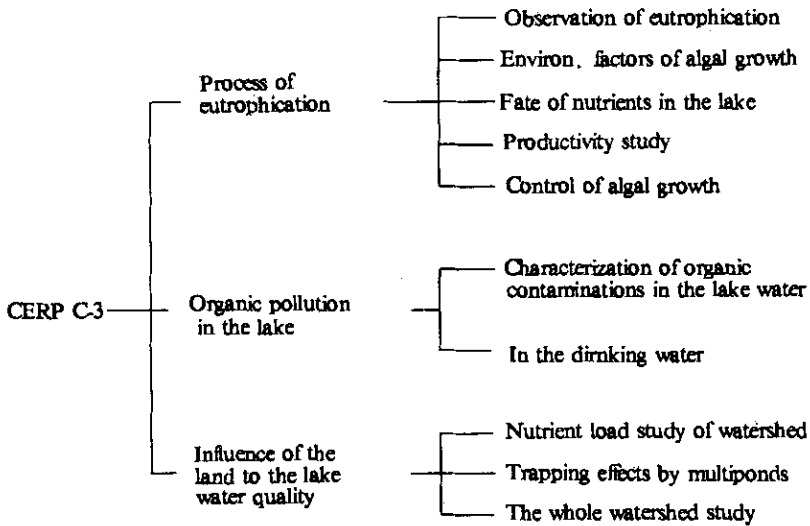 Observation of eutrophication
Environ. factors of algal growth
Process of
eutrophication
Fate of nutrients in the lake
Productivity study
Control of algal growth
Characterization of organic
contaminations in the lake water
CERP C-3
Organic pollution
in the lake
In the dirnking water
Nutrient load study of watershed
Influence of the
land to the lake
water quality
Trapping effects by multiponds
The whole watershed study